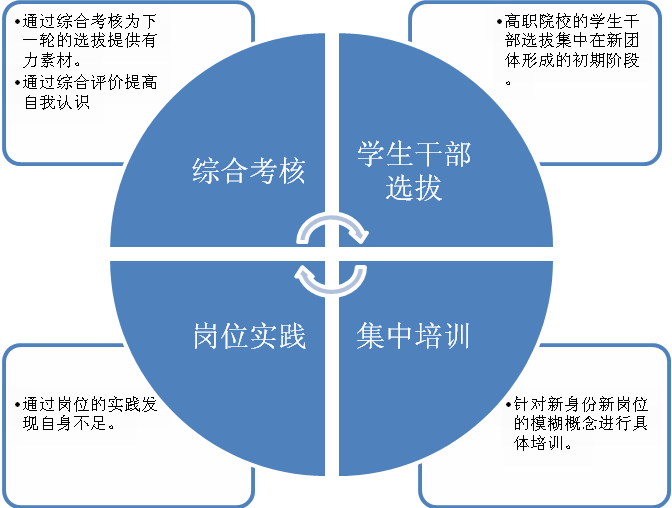 •通过综合考核为下
一轮的选拔提供有
力素材。
•通过综合评价提高
自我认识
•高职院校的学生干
部选拔集中在新团
体形成的初期阶段
。
综合考核
学生干部
选拔
岗位实践
集中培训
•通过岗位的实践发
现自身不足。
•针对新身份新岗位
的模糊概念进行具
体培训。